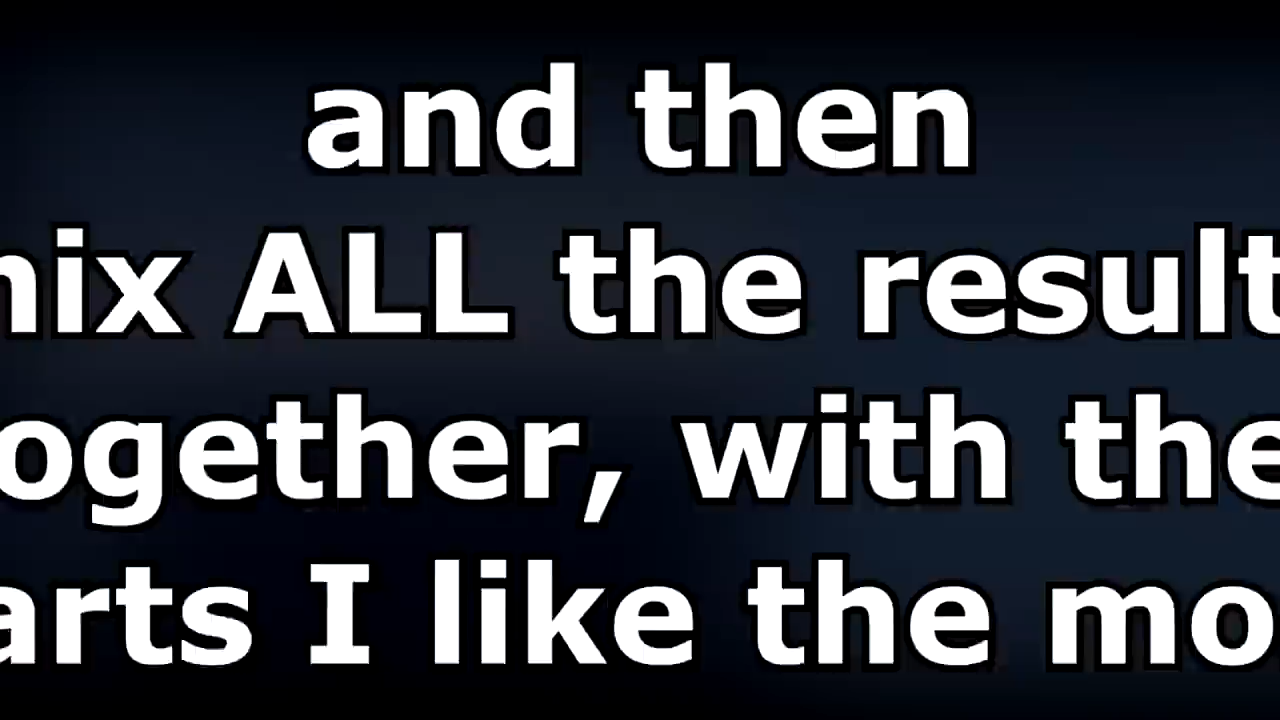 and then
ix ALL the result
ogether, with the
arts I like the mo